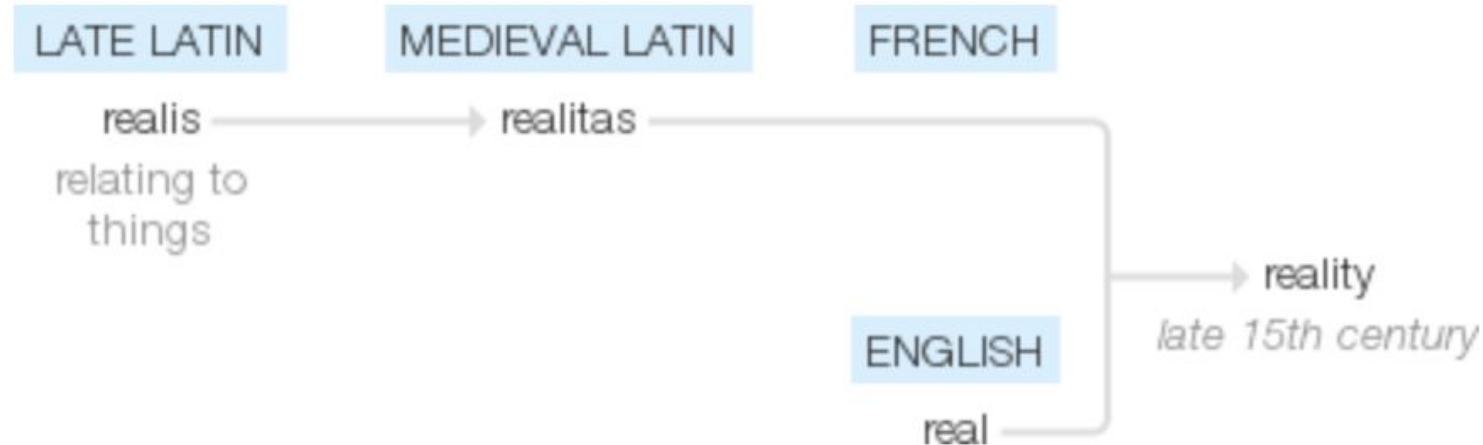 LATE LATIN MEDIEVAL LATIN FRENCH
realis realitas
relating to
things
reality
late 15th century
ENGLISH
real